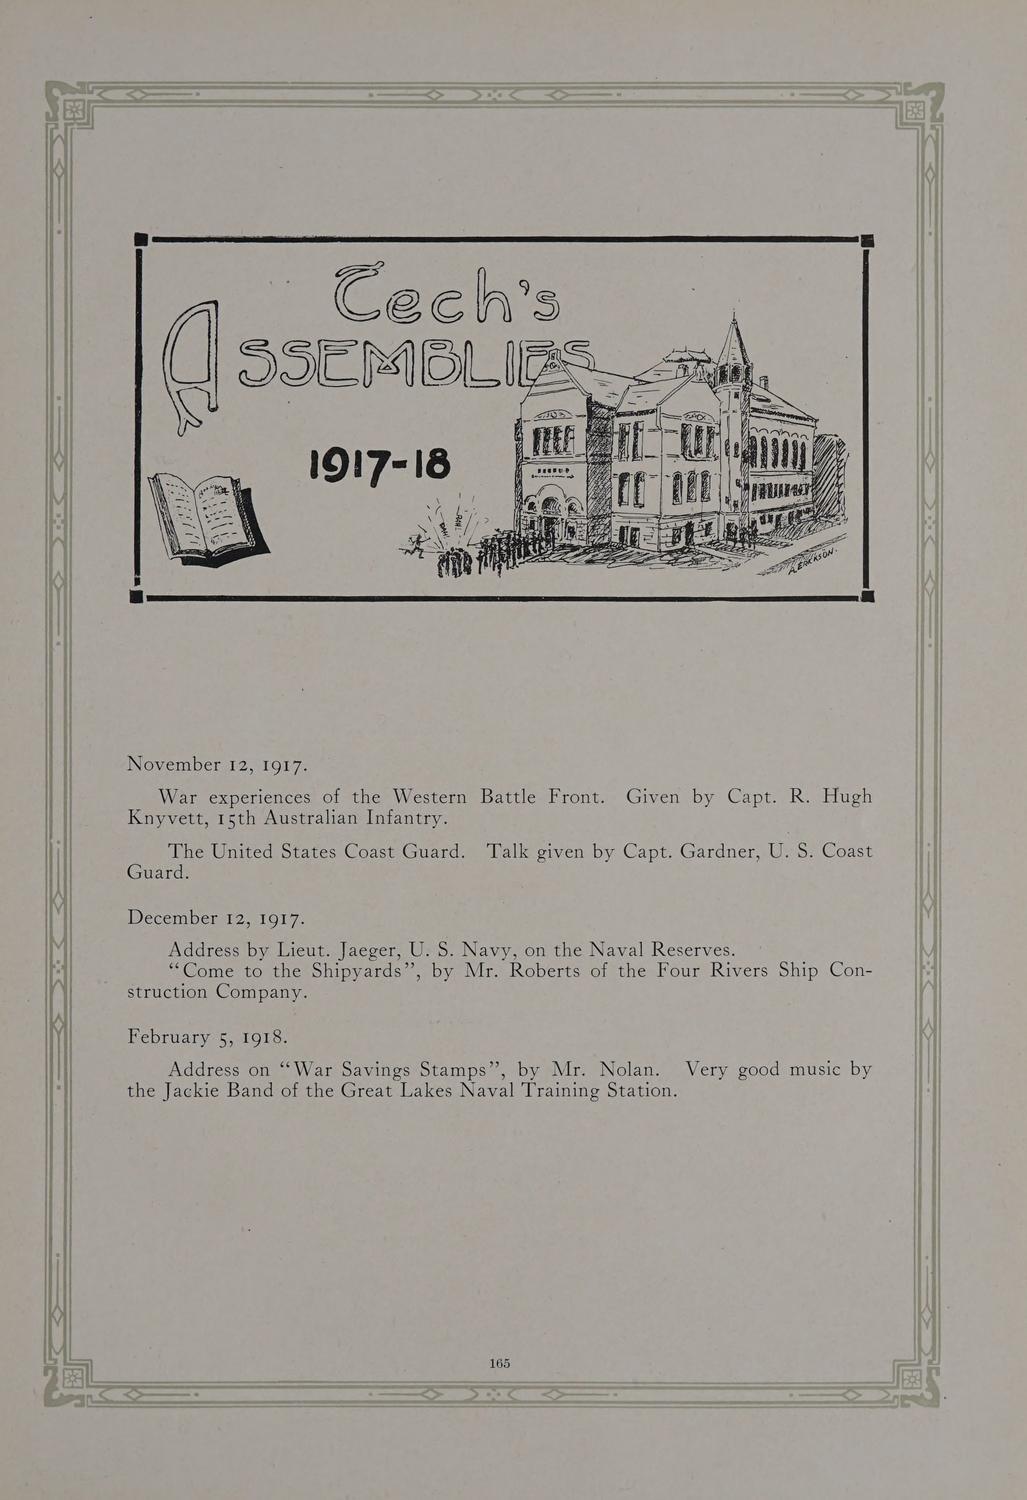 Tech's
ASSEMBLIES
1917-18
RAH!
RAH!
A. ERICKSON.
November 12, 1917.
War experiences of the Western Battle Front. Given by Capt. R. Hugh
Knyvett, 15th Australian Infantry.
The United States Coast Guard. Talk given by Capt. Gardner, U. S. Coast
Guard.
December 12, 1917.
Address by Lieut. Jaeger, U. S. Navy, on the Naval Reserves.
“Come to the Shipyards”, by Mr. Roberts of the Four Rivers Ship Con-
struction Company.
February 5, 1918.
Address on “War Savings Stamps”, by Mr. Nolan. Very good music by
the Jackie Band of the Great Lakes Naval Training Station.
165